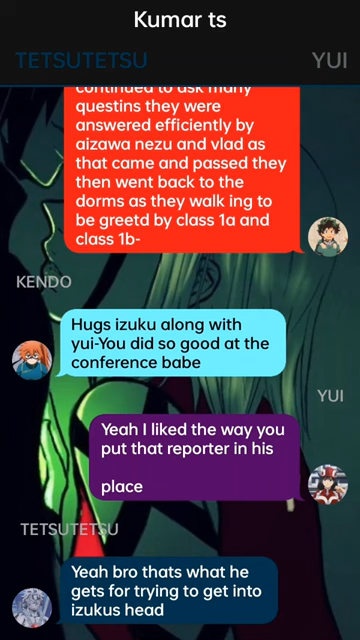 Kumar ts
TETSUTETSU
YUI
continued to ask many
questins they were
answered efficiently by
aizawa nezu and vlad as
that came and passed they
then went back to the
dorms as they walk ing to
be greetd by class 1a and
class 1b-
KENDO
Hugs izuku along with
yui-You did so good at the
conference babe
YUI
Yeah I liked the way you
put that reporter in his
place
TETSUTETSU
Yeah bro thats what he
gets for trying to get into
izukus head